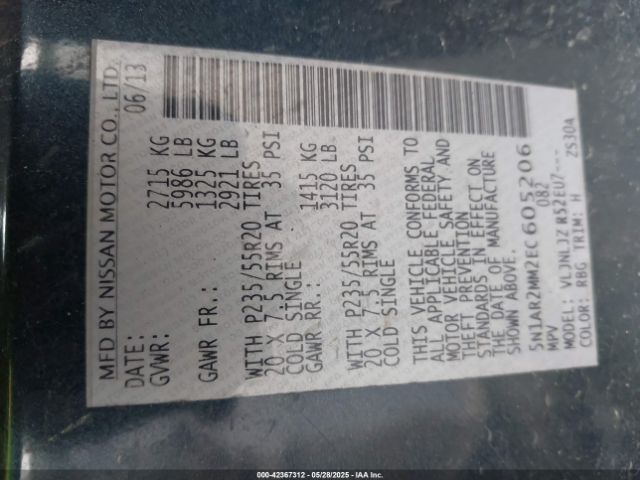 MFD BY NISSAN MOTOR CO., LTD.
DATE: 06/13
GVWR: 2715 KG
5986 LB
GAWR FR.: 1325 KG
2921 LB
WITH P235/55R20 TIRES
20 X 7.5 RIMS AT 35 PSI
COLD SINGLE
GAWR RR.: 1415 KG
3120 LB
WITH P235/55R20 TIRES
20 X 7.5 RIMS AT 35 PSI
COLD SINGLE
THIS VEHICLE CONFORMS TO
ALL APPLICABLE FEDERAL
MOTOR VEHICLE SAFETY AND
THEFT PREVENTION
STANDARDS IN EFFECT ON
THE DATE OF MANUFACTURE
SHOWN ABOVE.
5N1AR2MM2EC605206
MPV 082
MODEL: VLJNLJZ R52EU7---
COLOR: RBG TRIM: H ZS30A
000-42367312 | 05/28/2025 | IAA Inc.